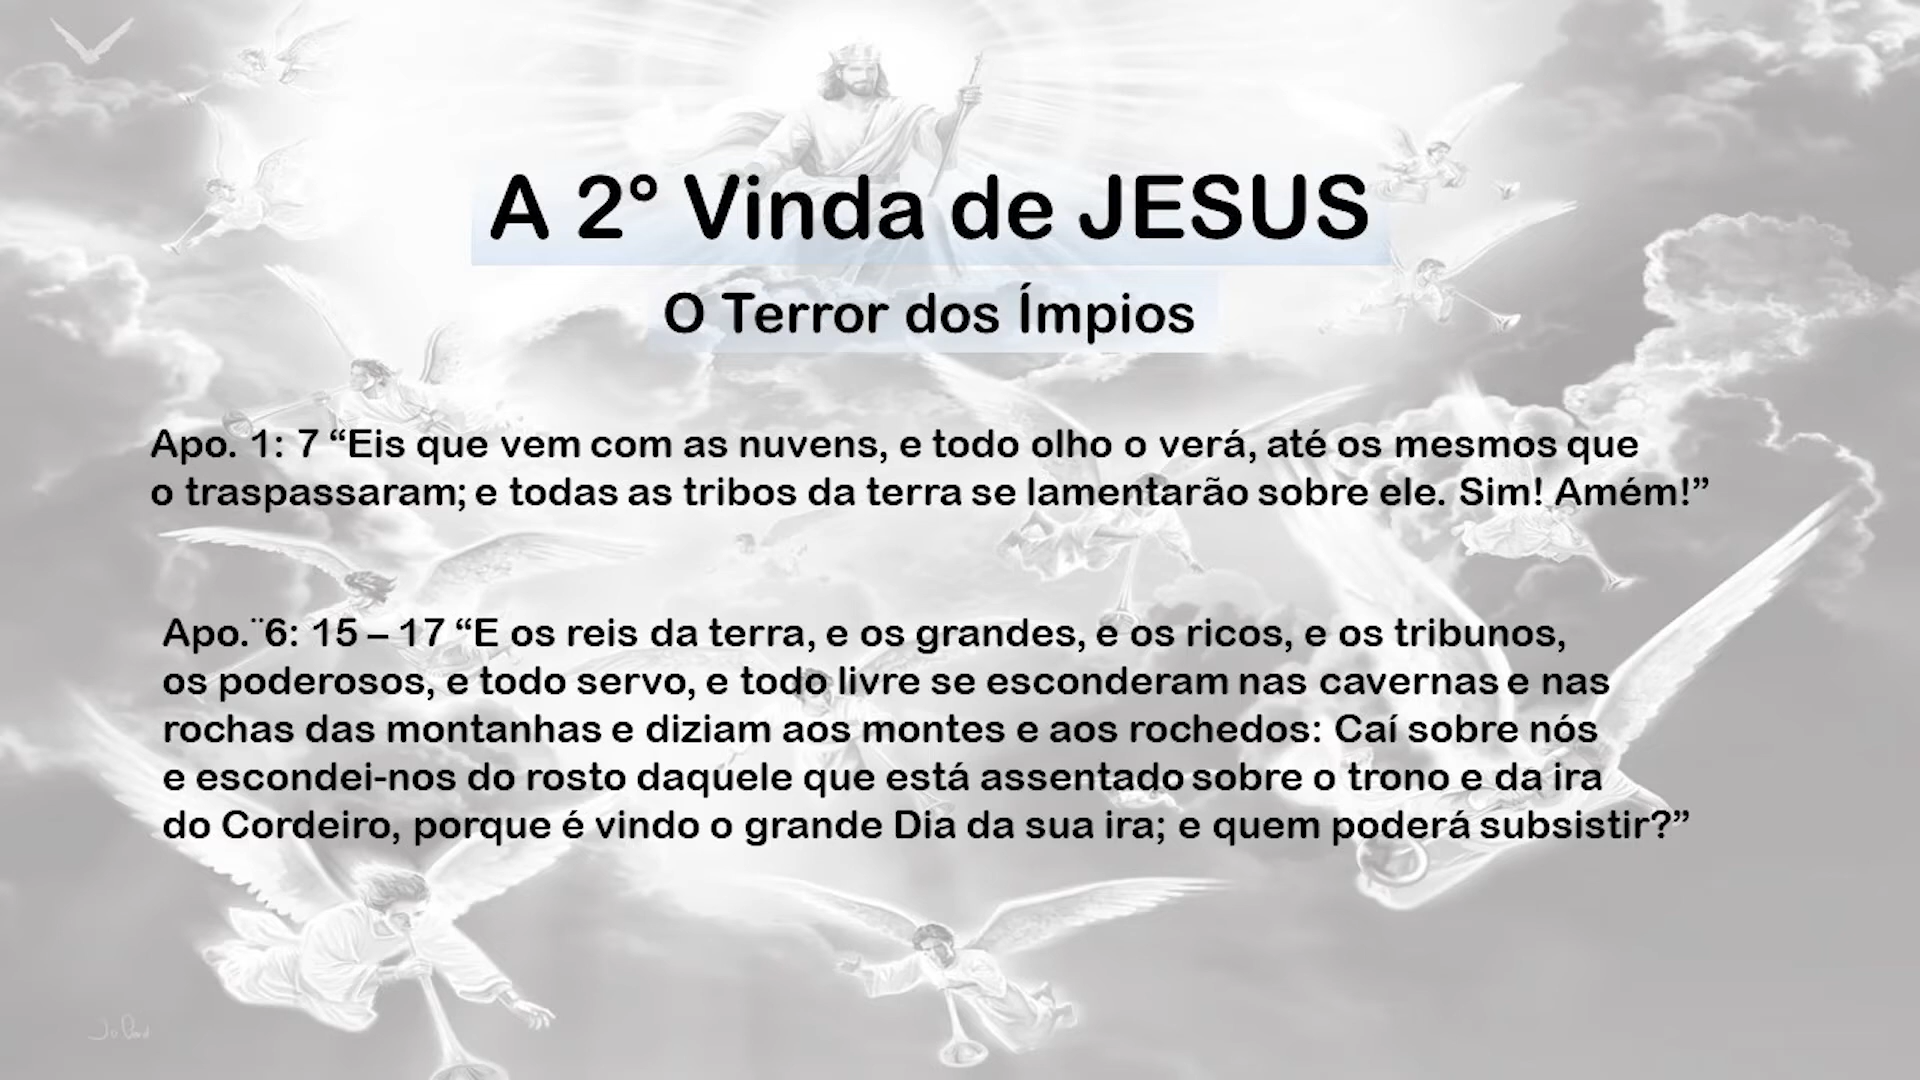 A 2º Vinda de JESUS
O Terror dos Ímpios
Apo. 1: 7 “Eis que vem com as nuvens, e todo olho o verá, até os mesmos que
o traspassaram; e todas as tribos da terra se lamentarão sobre ele. Sim! Amém!”
Apo.¨6: 15 – 17 “E os reis da terra, e os grandes, e os ricos, e os tribunos,
os poderosos, e todo servo, e todo livre se esconderam nas cavernas e nas
rochas das montanhas e diziam aos montes e aos rochedos: Caí sobre nós
e escondei-nos do rosto daquele que está assentado sobre o trono e da ira
do Cordeiro, porque é vindo o grande Dia da sua ira; e quem poderá subsistir?”